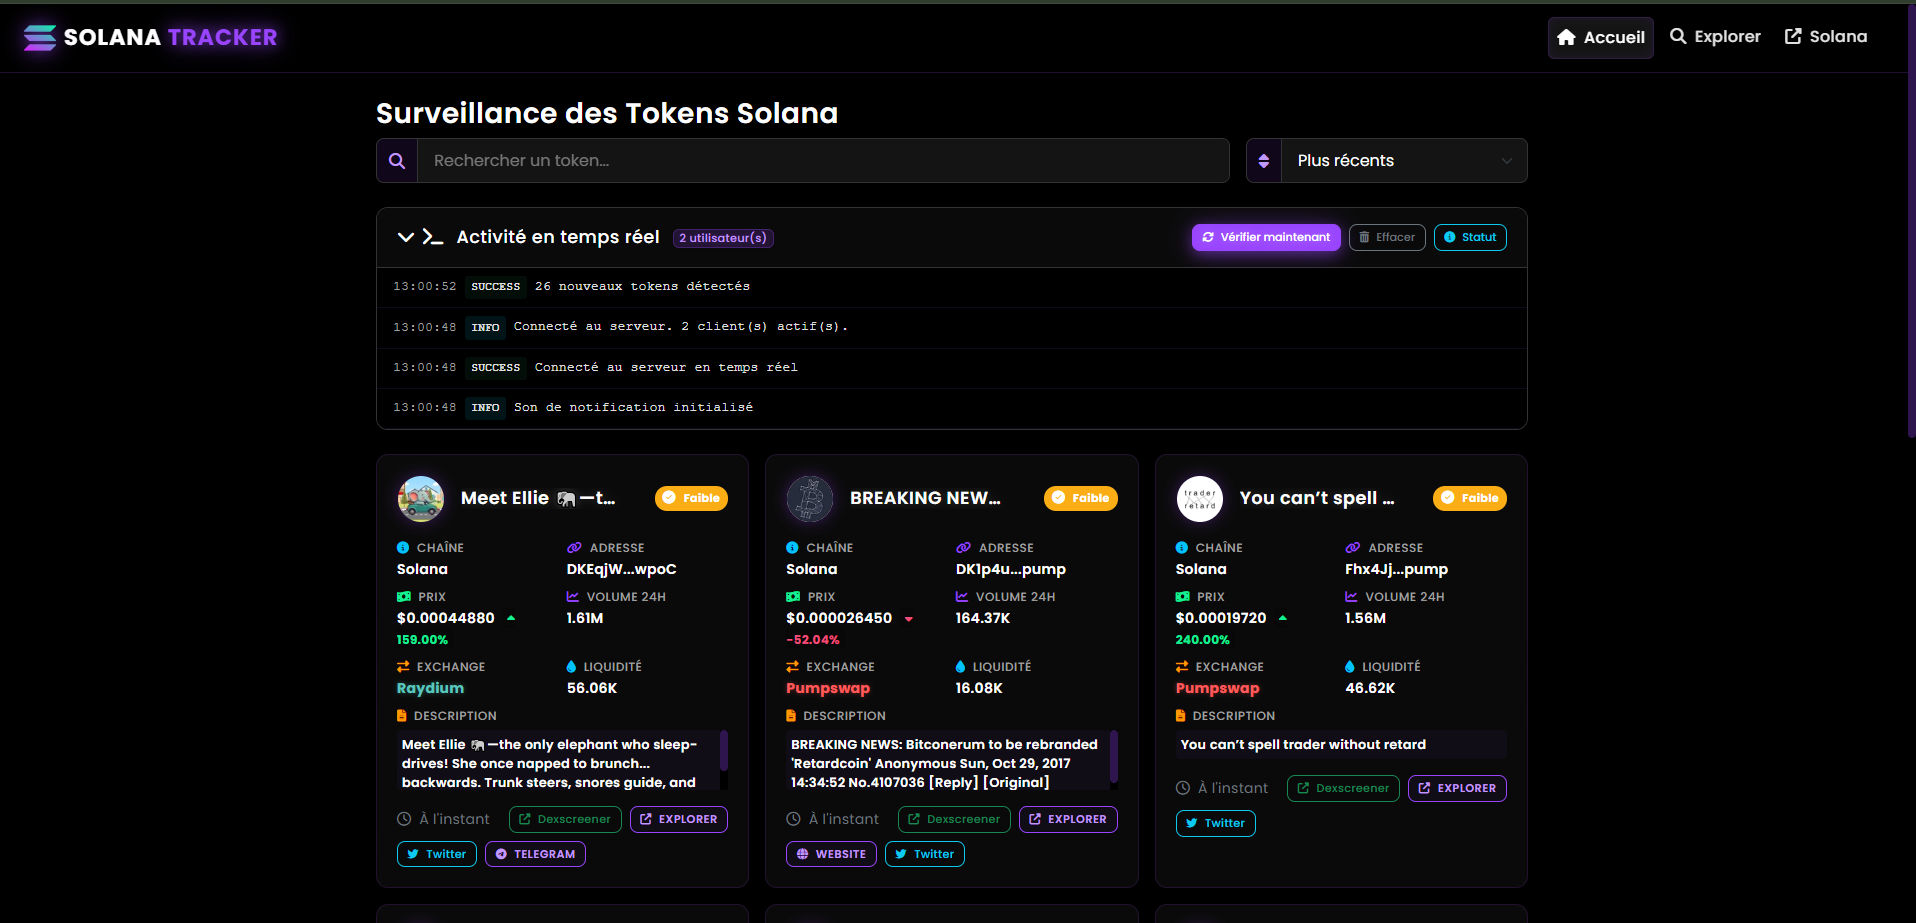 SOLANA TRACKER
Accueil
Explorer
Solana
Surveillance des Tokens Solana
Rechercher un token...
Plus récents
Activité en temps réel
2 utilisateur(s)
Vérifier maintenant
Effacer
Statut
13:00:52 SUCCESS 26 nouveaux tokens détectés
13:00:48 INFO Connecté au serveur. 2 client(s) actif(s).
13:00:48 SUCCESS Connecté au serveur en temps réel
13:00:48 INFO Son de notification initialisé
Meet Ellie 🐘—t...
Faible
CHAÎNE
Solana
ADRESSE
DKEqjW...wpoC
PRIX
$0.00044880
159.00%
VOLUME 24H
1.61M
EXCHANGE
Raydium
LIQUIDITÉ
56.06K
DESCRIPTION
Meet Ellie 🐘—the only elephant who sleep-
drives! She once napped to brunch...
backwards. Trunk steers, snores guide, and
À l'instant
Dexscreener
EXPLORER
Twitter
TELEGRAM
BREAKING NEW...
Faible
CHAÎNE
Solana
ADRESSE
DK1p4u...pump
PRIX
$0.000026450
-52.04%
VOLUME 24H
164.37K
EXCHANGE
Pumpswap
LIQUIDITÉ
16.08K
DESCRIPTION
BREAKING NEWS: Bitconerum to be rebranded
'Retardcoin' Anonymous Sun, Oct 29, 2017
14:34:52 No.4107036 [Reply] [Original]
À l'instant
Dexscreener
EXPLORER
WEBSITE
Twitter
trader
retard
You can’t spell ...
Faible
CHAÎNE
Solana
ADRESSE
Fhx4Jj...pump
PRIX
$0.00019720
240.00%
VOLUME 24H
1.56M
EXCHANGE
Pumpswap
LIQUIDITÉ
46.62K
DESCRIPTION
You can’t spell trader without retard
À l'instant
Dexscreener
EXPLORER
Twitter